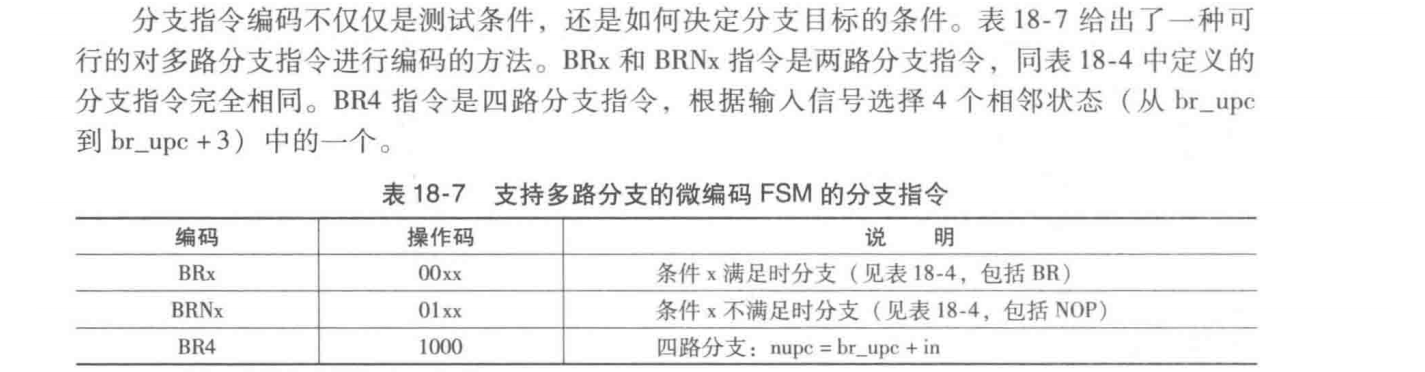 分支指令编码不仅仅是测试条件，还是如何决定分支目标的条件。表 18-7 给出了一种可
行的对多路分支指令进行编码的方法。BRx 和 BRNx 指令是两路分支指令，同表 18-4 中定义的
分支指令完全相同。BR4 指令是四路分支指令，根据输入信号选择 4 个相邻状态（从 br_upc
到 br_upc + 3）中的一个。
表 18-7 支持多路分支的微编码 FSM 的分支指令
编码 操作码 说 明
BRx 00xx 条件 x 满足时分支（见表 18-4，包括 BR）
BRNx 01xx 条件 x 不满足时分支（见表 18-4，包括 NOP）
BR4 1000 四路分支：nupc = br_upc + in